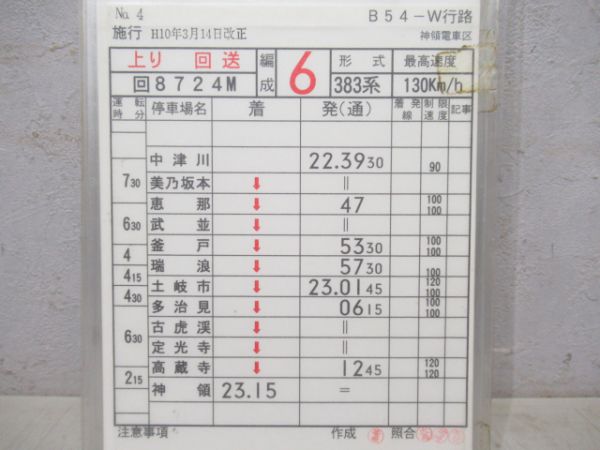 No. 4 B54-W行路
施行 H10年3月14日改正 神領電車区
上り 回送 編成 6 形式 最高速度
回8724M 383系 130Km/h
運転時分 停車場名 着 発(通) 着発線 制限速度 記事
中津川 22.39 30 90
7 30
美乃坂本 ↓ ||
恵那 ↓ 47 100 100
6 30
武並 ↓ ||
釜戸 ↓ 53 30 100 100
4
瑞浪 ↓ 57 30 100
4 15
土岐市 ↓ 23.01 45 120 100
4 30
多治見 ↓ 06 15 100 100
古虎渓 ↓ ||
6 30
定光寺 ↓ ||
高蔵寺 ↓ 12 45 120 120
2 15
神領 23.15 =
注意事項 作成 照合